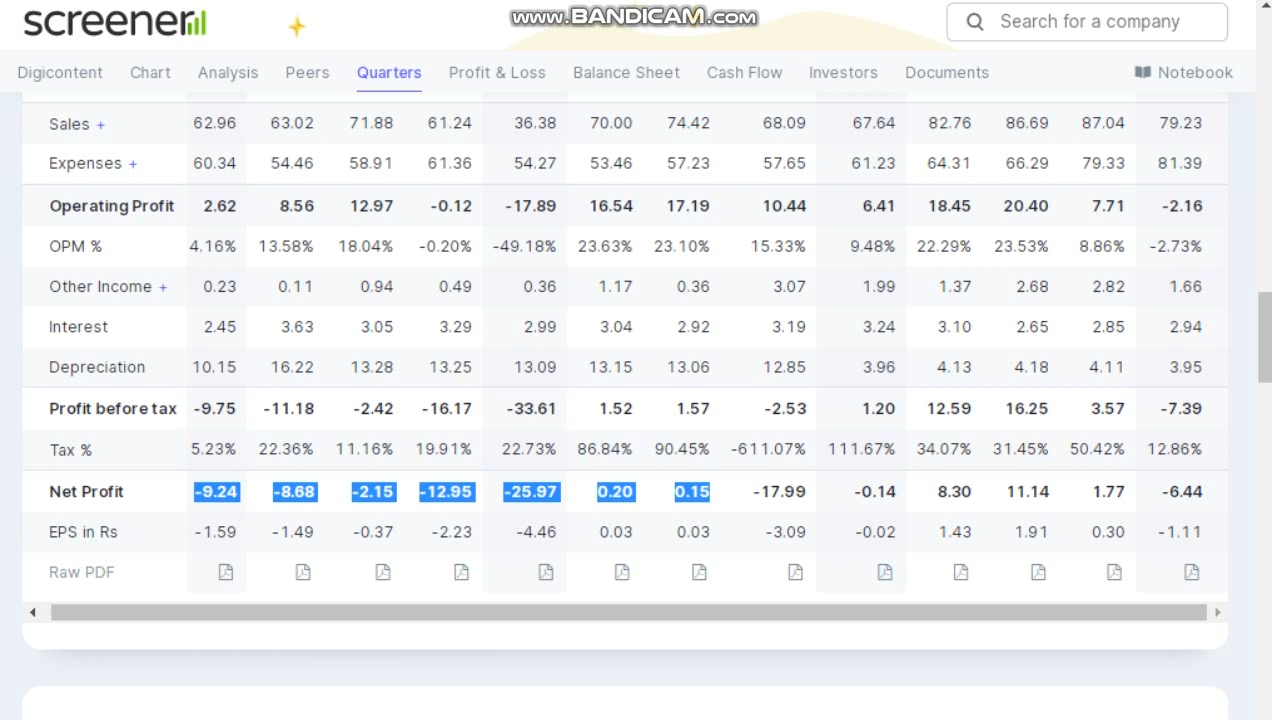 screener
www.BANDICAM.com
Search for a company
Digicontent Chart Analysis Peers Quarters Profit & Loss Balance Sheet Cash Flow Investors Documents Notebook
Sales + 62.96 63.02 71.88 61.24 36.38 70.00 74.42 68.09 67.64 82.76 86.69 87.04 79.23
Expenses + 60.34 54.46 58.91 61.36 54.27 53.46 57.23 57.65 61.23 64.31 66.29 79.33 81.39
Operating Profit 2.62 8.56 12.97 -0.12 -17.89 16.54 17.19 10.44 6.41 18.45 20.40 7.71 -2.16
OPM % 4.16% 13.58% 18.04% -0.20% -49.18% 23.63% 23.10% 15.33% 9.48% 22.29% 23.53% 8.86% -2.73%
Other Income + 0.23 0.11 0.94 0.49 0.36 1.17 0.36 3.07 1.99 1.37 2.68 2.82 1.66
Interest 2.45 3.63 3.05 3.29 2.99 3.04 2.92 3.19 3.24 3.10 2.65 2.85 2.94
Depreciation 10.15 16.22 13.28 13.25 13.09 13.15 13.06 12.85 3.96 4.13 4.18 4.11 3.95
Profit before tax -9.75 -11.18 -2.42 -16.17 -33.61 1.52 1.57 -2.53 1.20 12.59 16.25 3.57 -7.39
Tax % 5.23% 22.36% 11.16% 19.91% 22.73% 86.84% 90.45% -611.07% 111.67% 34.07% 31.45% 50.42% 12.86%
Net Profit -9.24 -8.68 -2.15 -12.95 -25.97 0.20 0.15 -17.99 -0.14 8.30 11.14 1.77 -6.44
EPS in Rs -1.59 -1.49 -0.37 -2.23 -4.46 0.03 0.03 -3.09 -0.02 1.43 1.91 0.30 -1.11
Raw PDF